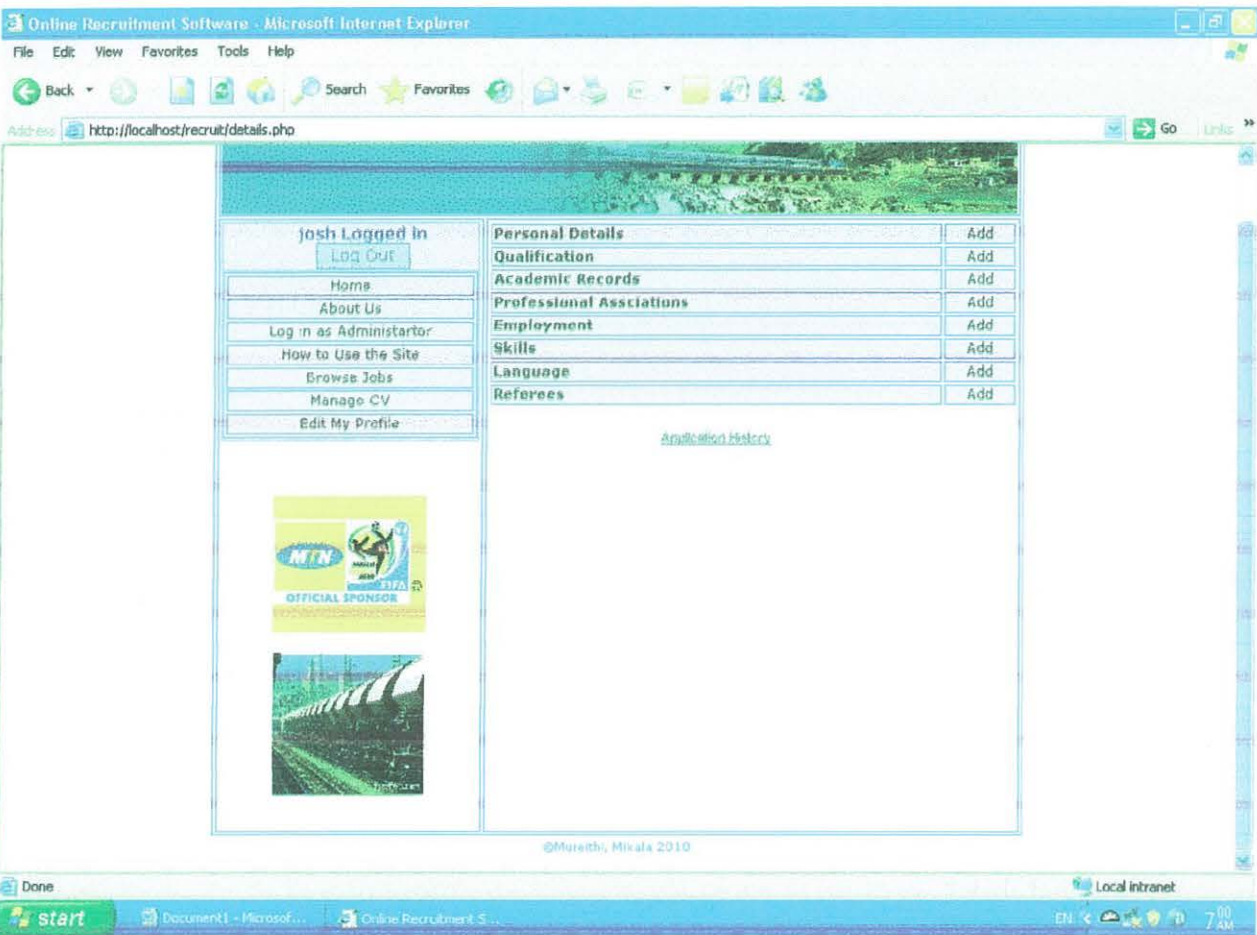 Online Recruitment Software - Microsoft Internet Explorer
File Edit View Favorites Tools Help
Back Search Favorites
Address http://localhost/recruit/details.php Go Links »
josh Logged in
Log Out
Home
About Us
Log in as Administartor
How to Use the Site
Browse Jobs
Manage CV
Edit My Profile
Personal Details Add
Qualification Add
Academic Records Add
Professional Assciations Add
Employment Add
Skills Add
Language Add
Referees Add
Application History
MTN
FIFA
OFFICIAL SPONSOR
©Mureithi, Mikala 2010
Done Local intranet
start Document1 - Microsof... Online Recruitment S... EN 7 00 AM